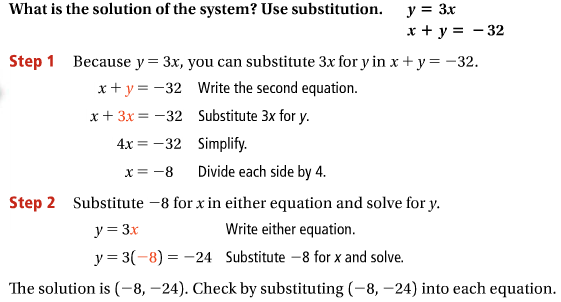 What is the solution of the system? Use substitution. y = 3x
x + y = −32
Step 1 Because y = 3x, you can substitute 3x for y in x + y = −32.
x + y = −32 Write the second equation.
x + 3x = −32 Substitute 3x for y.
4x = −32 Simplify.
x = −8 Divide each side by 4.
Step 2 Substitute −8 for x in either equation and solve for y.
y = 3x Write either equation.
y = 3(−8) = −24 Substitute −8 for x and solve.
The solution is (−8, −24). Check by substituting (−8, −24) into each equation.